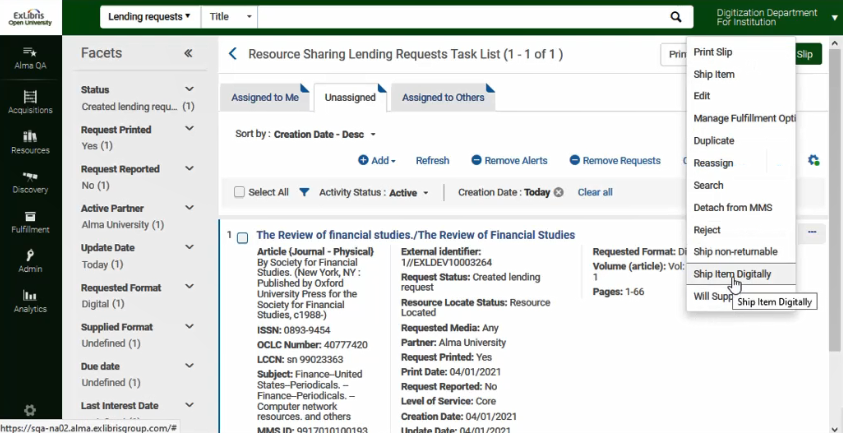 ExLibris
Open University
Lending requests
Title
Digitization Department
For Institution
Alma QA
Acquisitions
Resources
Discovery
Fulfillment
Admin
Analytics
Facets
Status
Created lending requ... (1)
Request Printed
Yes (1)
Request Reported
No (1)
Active Partner
Alma University (1)
Update Date
Today (1)
Requested Format
Digital (1)
Supplied Format
Undefined (1)
Due date
Undefined (1)
Last Interest Date
Resource Sharing Lending Requests Task List (1 - 1 of 1 )
Slip
Assigned to Me
Unassigned
Assigned to Others
Sort by : Creation Date - Desc
Add
Refresh
Remove Alerts
Remove Requests
Select All
Activity Status : Active
Creation Date : Today
Clear all
1
The Review of financial studies./The Review of Financial Studies
Article {Journal - Physical}
By Society for Financial
Studies. (New York, NY :
Published by Oxford
University Press for the
Society for Financial
Studies, c1988-)
ISSN: 0893-9454
OCLC Number: 40777420
LCCN: sn 99023363
Subject: Finance--United
States--Periodicals. --
Finance--Periodicals. --
Computer network
resources. and others
MMS ID: 9917010100193
External identifier:
1//EXLDEV10003264
Request Status: Created lending
request
Resource Locate Status: Resource
Located
Requested Media: Any
Partner: Alma University
Request Printed: Yes
Print Date: 04/01/2021
Request Reported: No
Level of Service: Core
Creation Date: 04/01/2021
Update Date: 04/01/2021
Requested Format:
Volume (article): Vol:
1
Pages: 1-66
Print Slip
Ship Item
Edit
Manage Fulfillment Opti
Duplicate
Reassign
Search
Detach from MMS
Reject
Ship non-returnable
Ship Item Digitally
Will Supp
Ship Item Digitally
https://sqa-na02.alma.exlibrisgroup.com/#